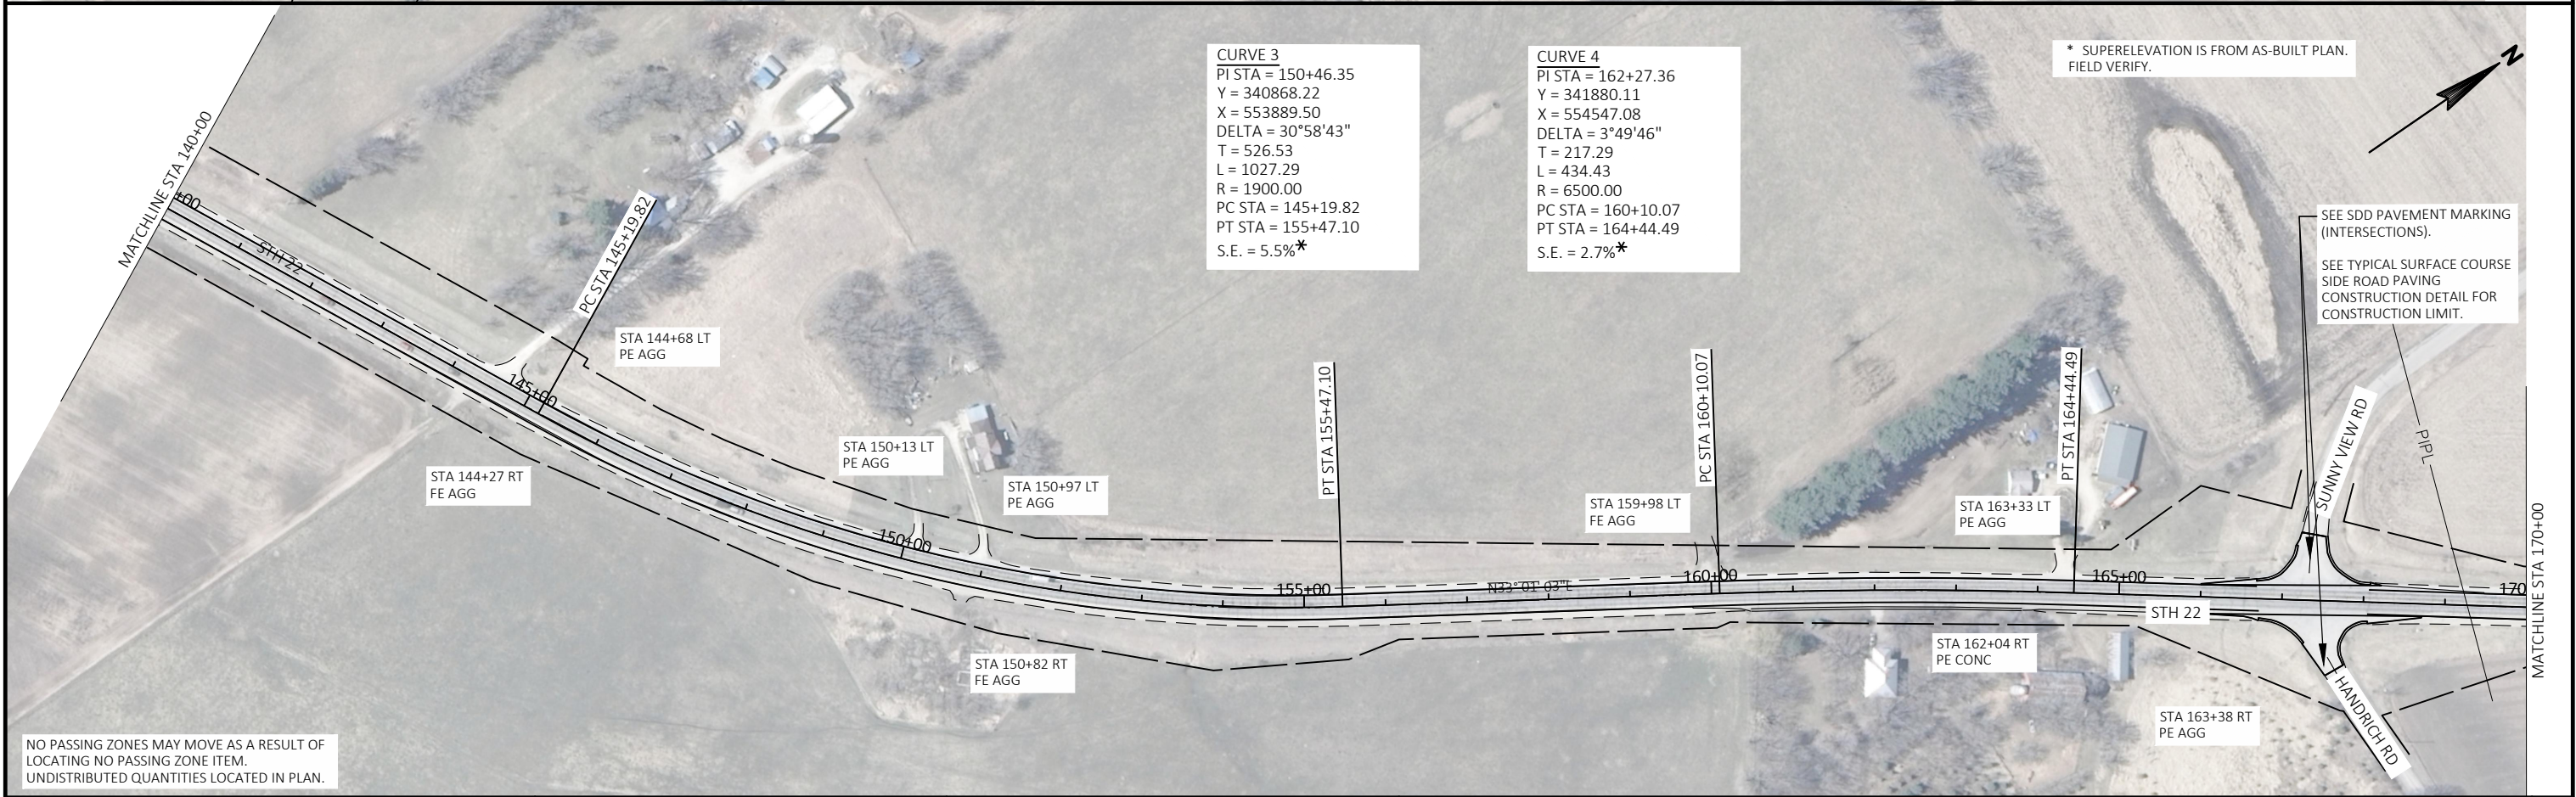 MATCHLINE STA 140+00
+00
STH 22
PC STA 145+19.82
145+00
STA 144+68 LT
PE AGG
STA 144+27 RT
FE AGG
STA 150+13 LT
PE AGG
STA 150+97 LT
PE AGG
150+00
STA 150+82 RT
FE AGG
CURVE 3
PI STA = 150+46.35
Y = 340868.22
X = 553889.50
DELTA = 30°58'43"
T = 526.53
L = 1027.29
R = 1900.00
PC STA = 145+19.82
PT STA = 155+47.10
S.E. = 5.5%*
CURVE 4
PI STA = 162+27.36
Y = 341880.11
X = 554547.08
DELTA = 3°49'46"
T = 217.29
L = 434.43
R = 6500.00
PC STA = 160+10.07
PT STA = 164+44.49
S.E. = 2.7%*
* SUPERELEVATION IS FROM AS-BUILT PLAN.
FIELD VERIFY.
N
SEE SDD PAVEMENT MARKING
(INTERSECTIONS).
SEE TYPICAL SURFACE COURSE
SIDE ROAD PAVING
CONSTRUCTION DETAIL FOR
CONSTRUCTION LIMIT.
PT STA 155+47.10
155+00
PC STA 160+10.07
STA 159+98 LT
FE AGG
160+00
PT STA 164+44.49
STA 163+33 LT
PE AGG
165+00
SUNNY VIEW RD
PIPL
STH 22
170
MATCHLINE STA 170+00
STA 162+04 RT
PE CONC
STA 163+38 RT
PE AGG
HANDRICH RD
NO PASSING ZONES MAY MOVE AS A RESULT OF
LOCATING NO PASSING ZONE ITEM.
UNDISTRIBUTED QUANTITIES LOCATED IN PLAN.